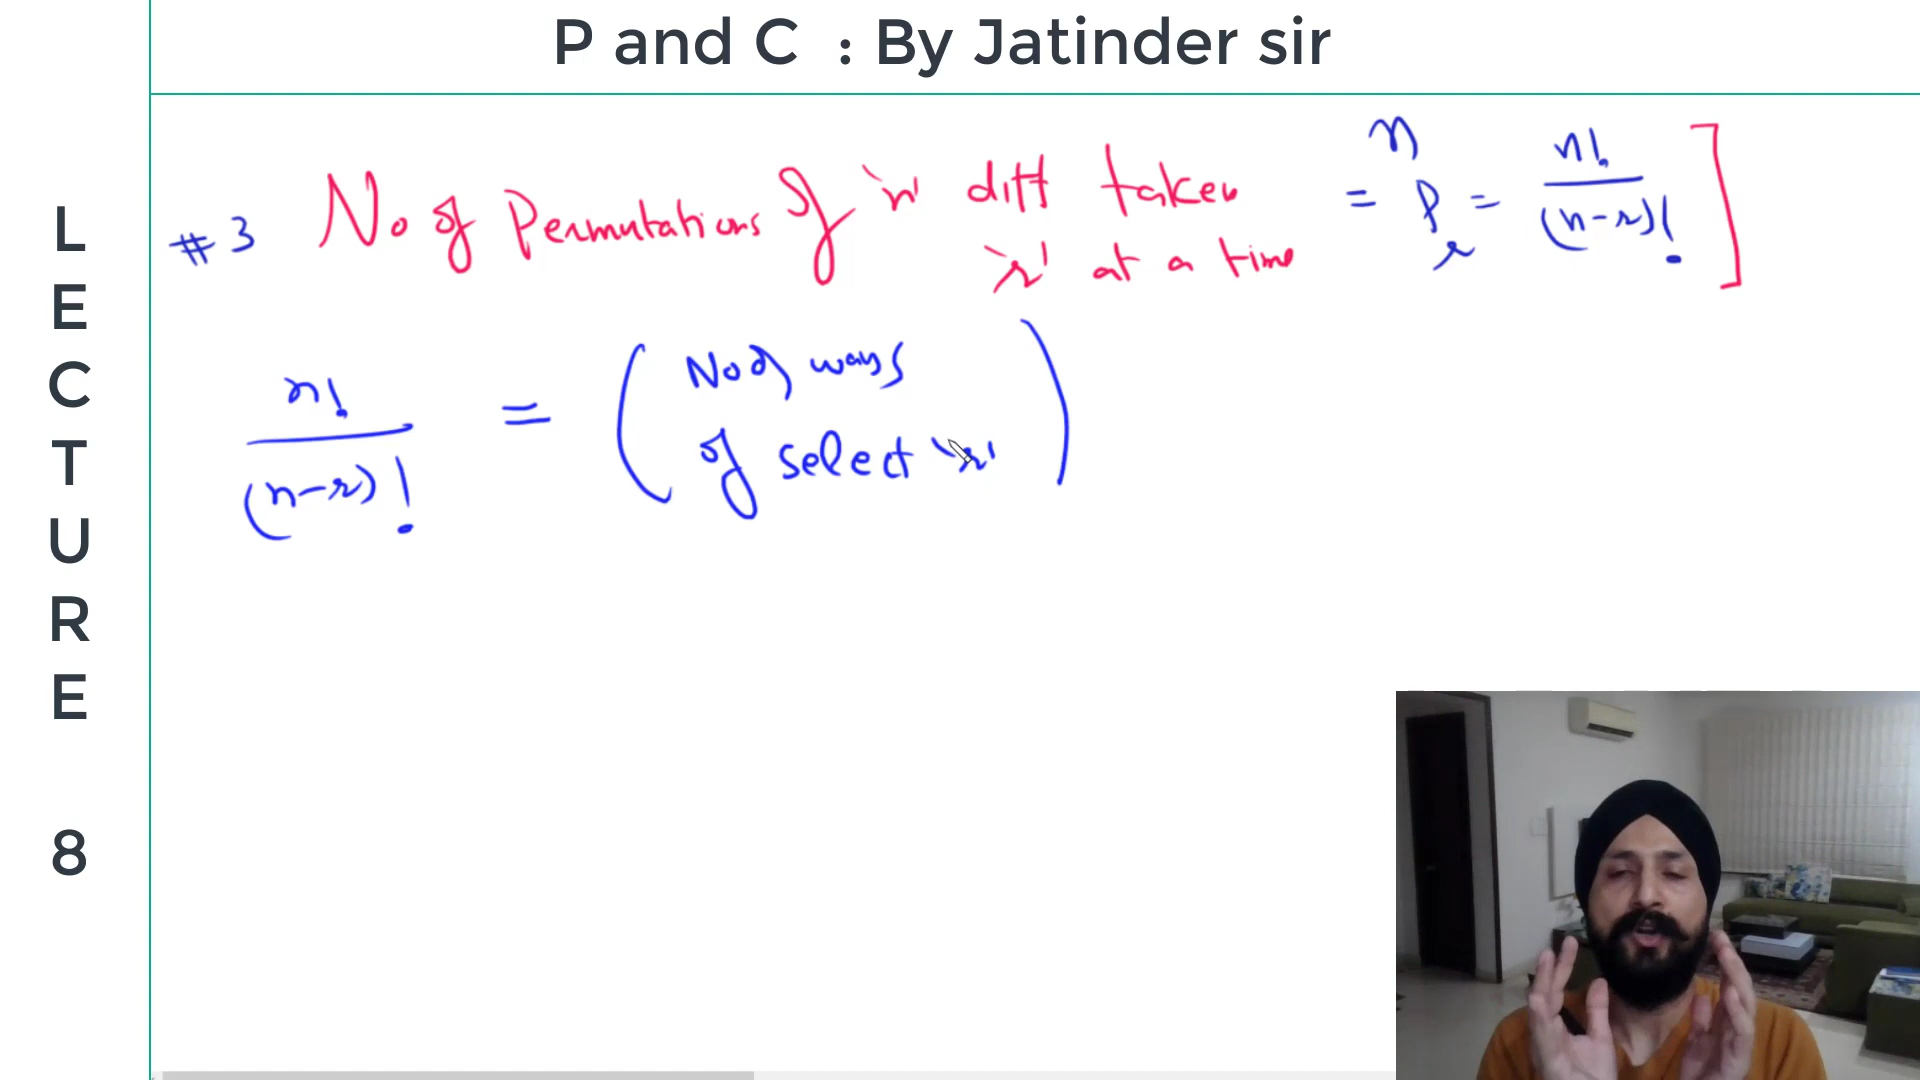 P and C : By Jatinder sir
LECTURE 8
#3 No of Permutations of 'n' diff taken 'r' at a time = nPr = n!/(n-r)! ]
n!/(n-r)! = (No of ways of select 'r')